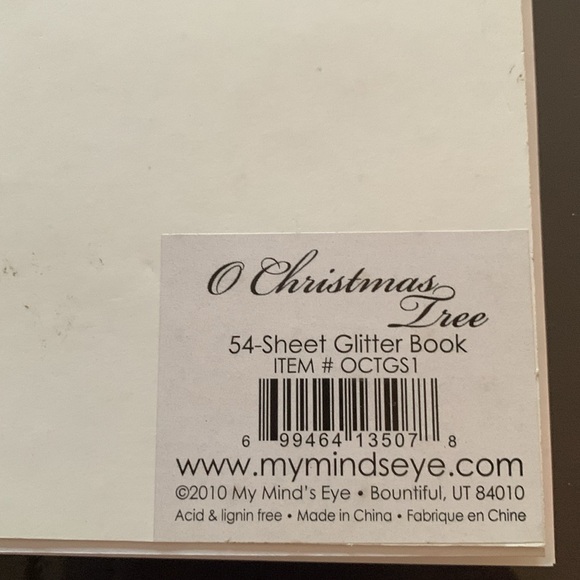 O Christmas
Tree
54-Sheet Glitter Book
ITEM # OCTGS1
6 99464 13507 8
www.mymindseye.com
©2010 My Mind's Eye • Bountiful, UT 84010
Acid & lignin free • Made in China • Fabrique en Chine